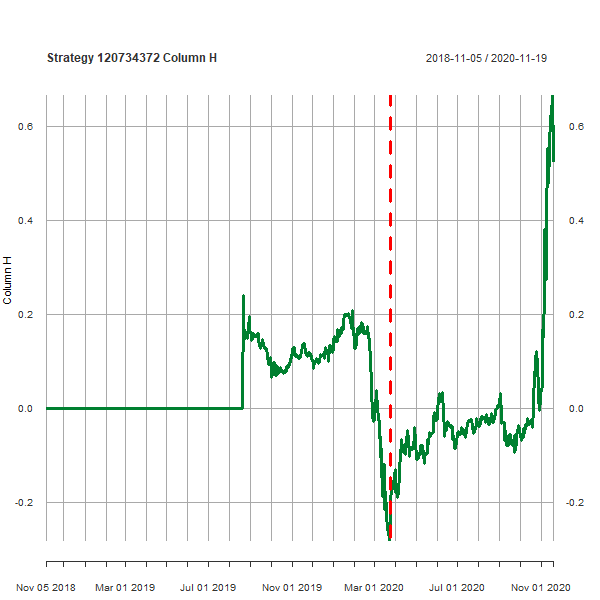 Strategy 120734372 Column H
2018-11-05 / 2020-11-19
0.6
0.6
0.4
0.4
Column H
0.2
0.2
0.0
0.0
-0.2
-0.2
Nov 05 2018
Mar 01 2019
Jul 01 2019
Nov 01 2019
Mar 01 2020
Jul 01 2020
Nov 01 2020